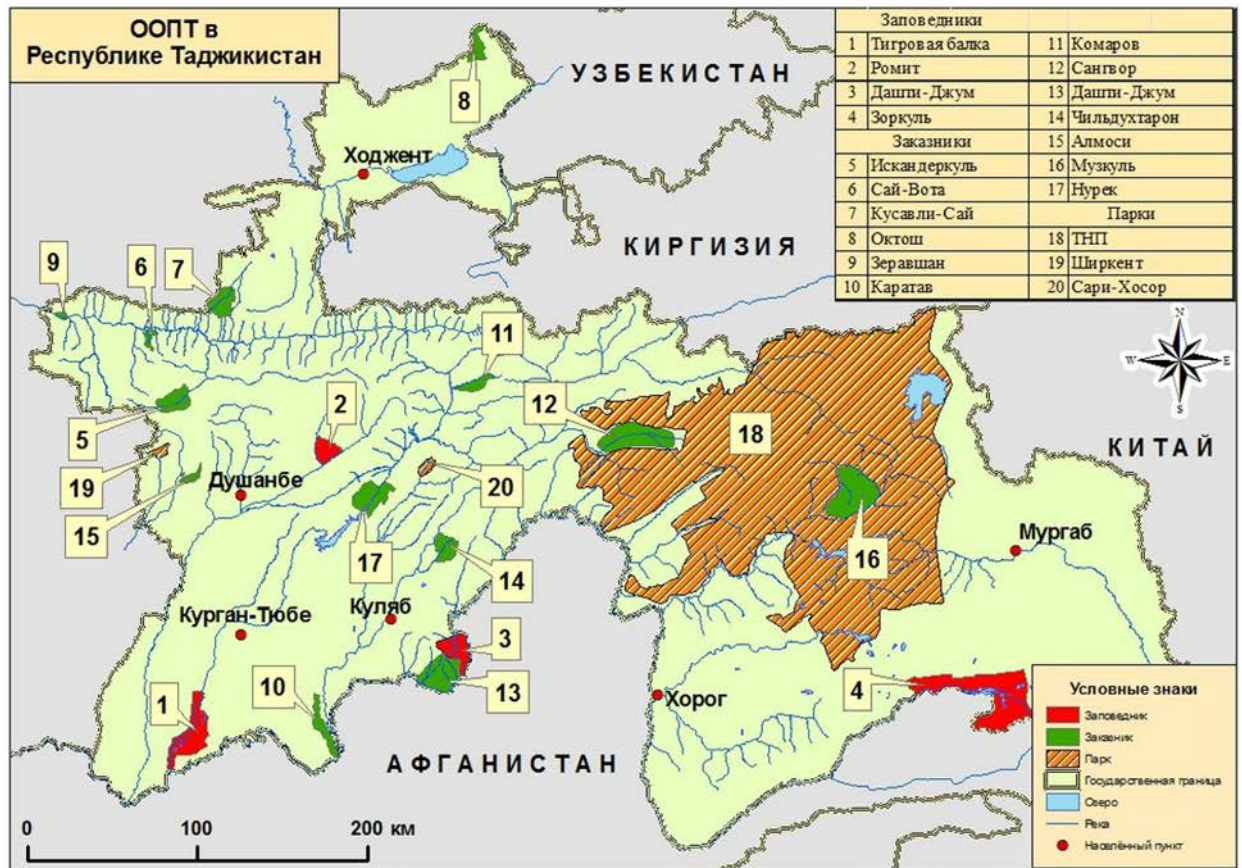 ООПТ в
Республике Таджикистан
Заповедники
1 Тигровая балка 11 Комаров
2 Ромит 12 Сангвор
3 Дашти-Джум 13 Дашти-Джум
4 Зоркуль 14 Чильдухтарон
Заказники 15 Алмоси
5 Искандеркуль 16 Музкуль
6 Сай-Вота 17 Нурек
7 Кусавли-Сай Парки
8 Октош 18 ТНП
9 Зеравшан 19 Ширкент
10 Каратав 20 Сари-Хосор
УЗБЕКИСТАН
8
Ходжент
КИРГИЗИЯ
9
6
7
N
W E
S
11
2
12
18
5
КИТАЙ
19
Душанбе
20
15
17
16
Мургаб
14
Курган-Тюбе
Куляб
3
13
4
Хорог
1
10
АФГАНИСТАН
Условные знаки
Заповедник
Заказник
Парк
Государственная граница
Озеро
Река
Населённый пункт
0 100 200 км